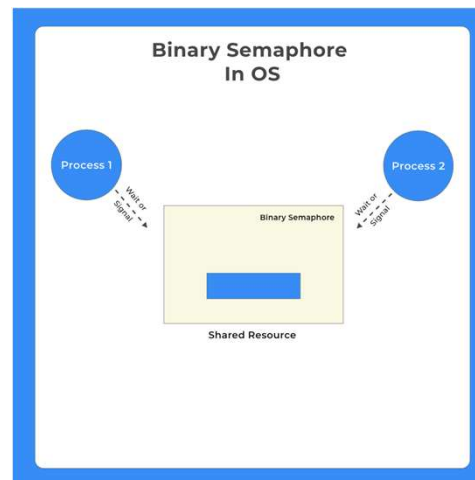 Binary Semaphore
In OS
Process 1
Process 2
Wait or
Signal
Wait or
Signal
Binary Semaphore
Shared Resource